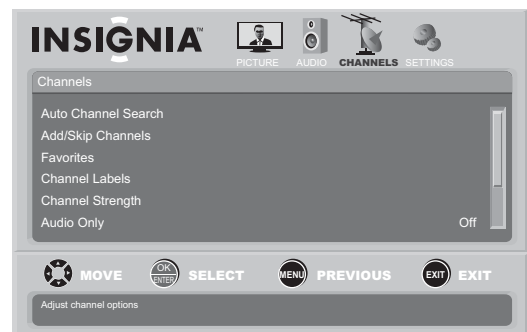 INSIGNIA™
PICTURE AUDIO CHANNELS SETTINGS
Channels
Auto Channel Search
Add/Skip Channels
Favorites
Channel Labels
Channel Strength
Audio Only Off
MOVE OK ENTER SELECT MENU PREVIOUS EXIT EXIT
Adjust channel options